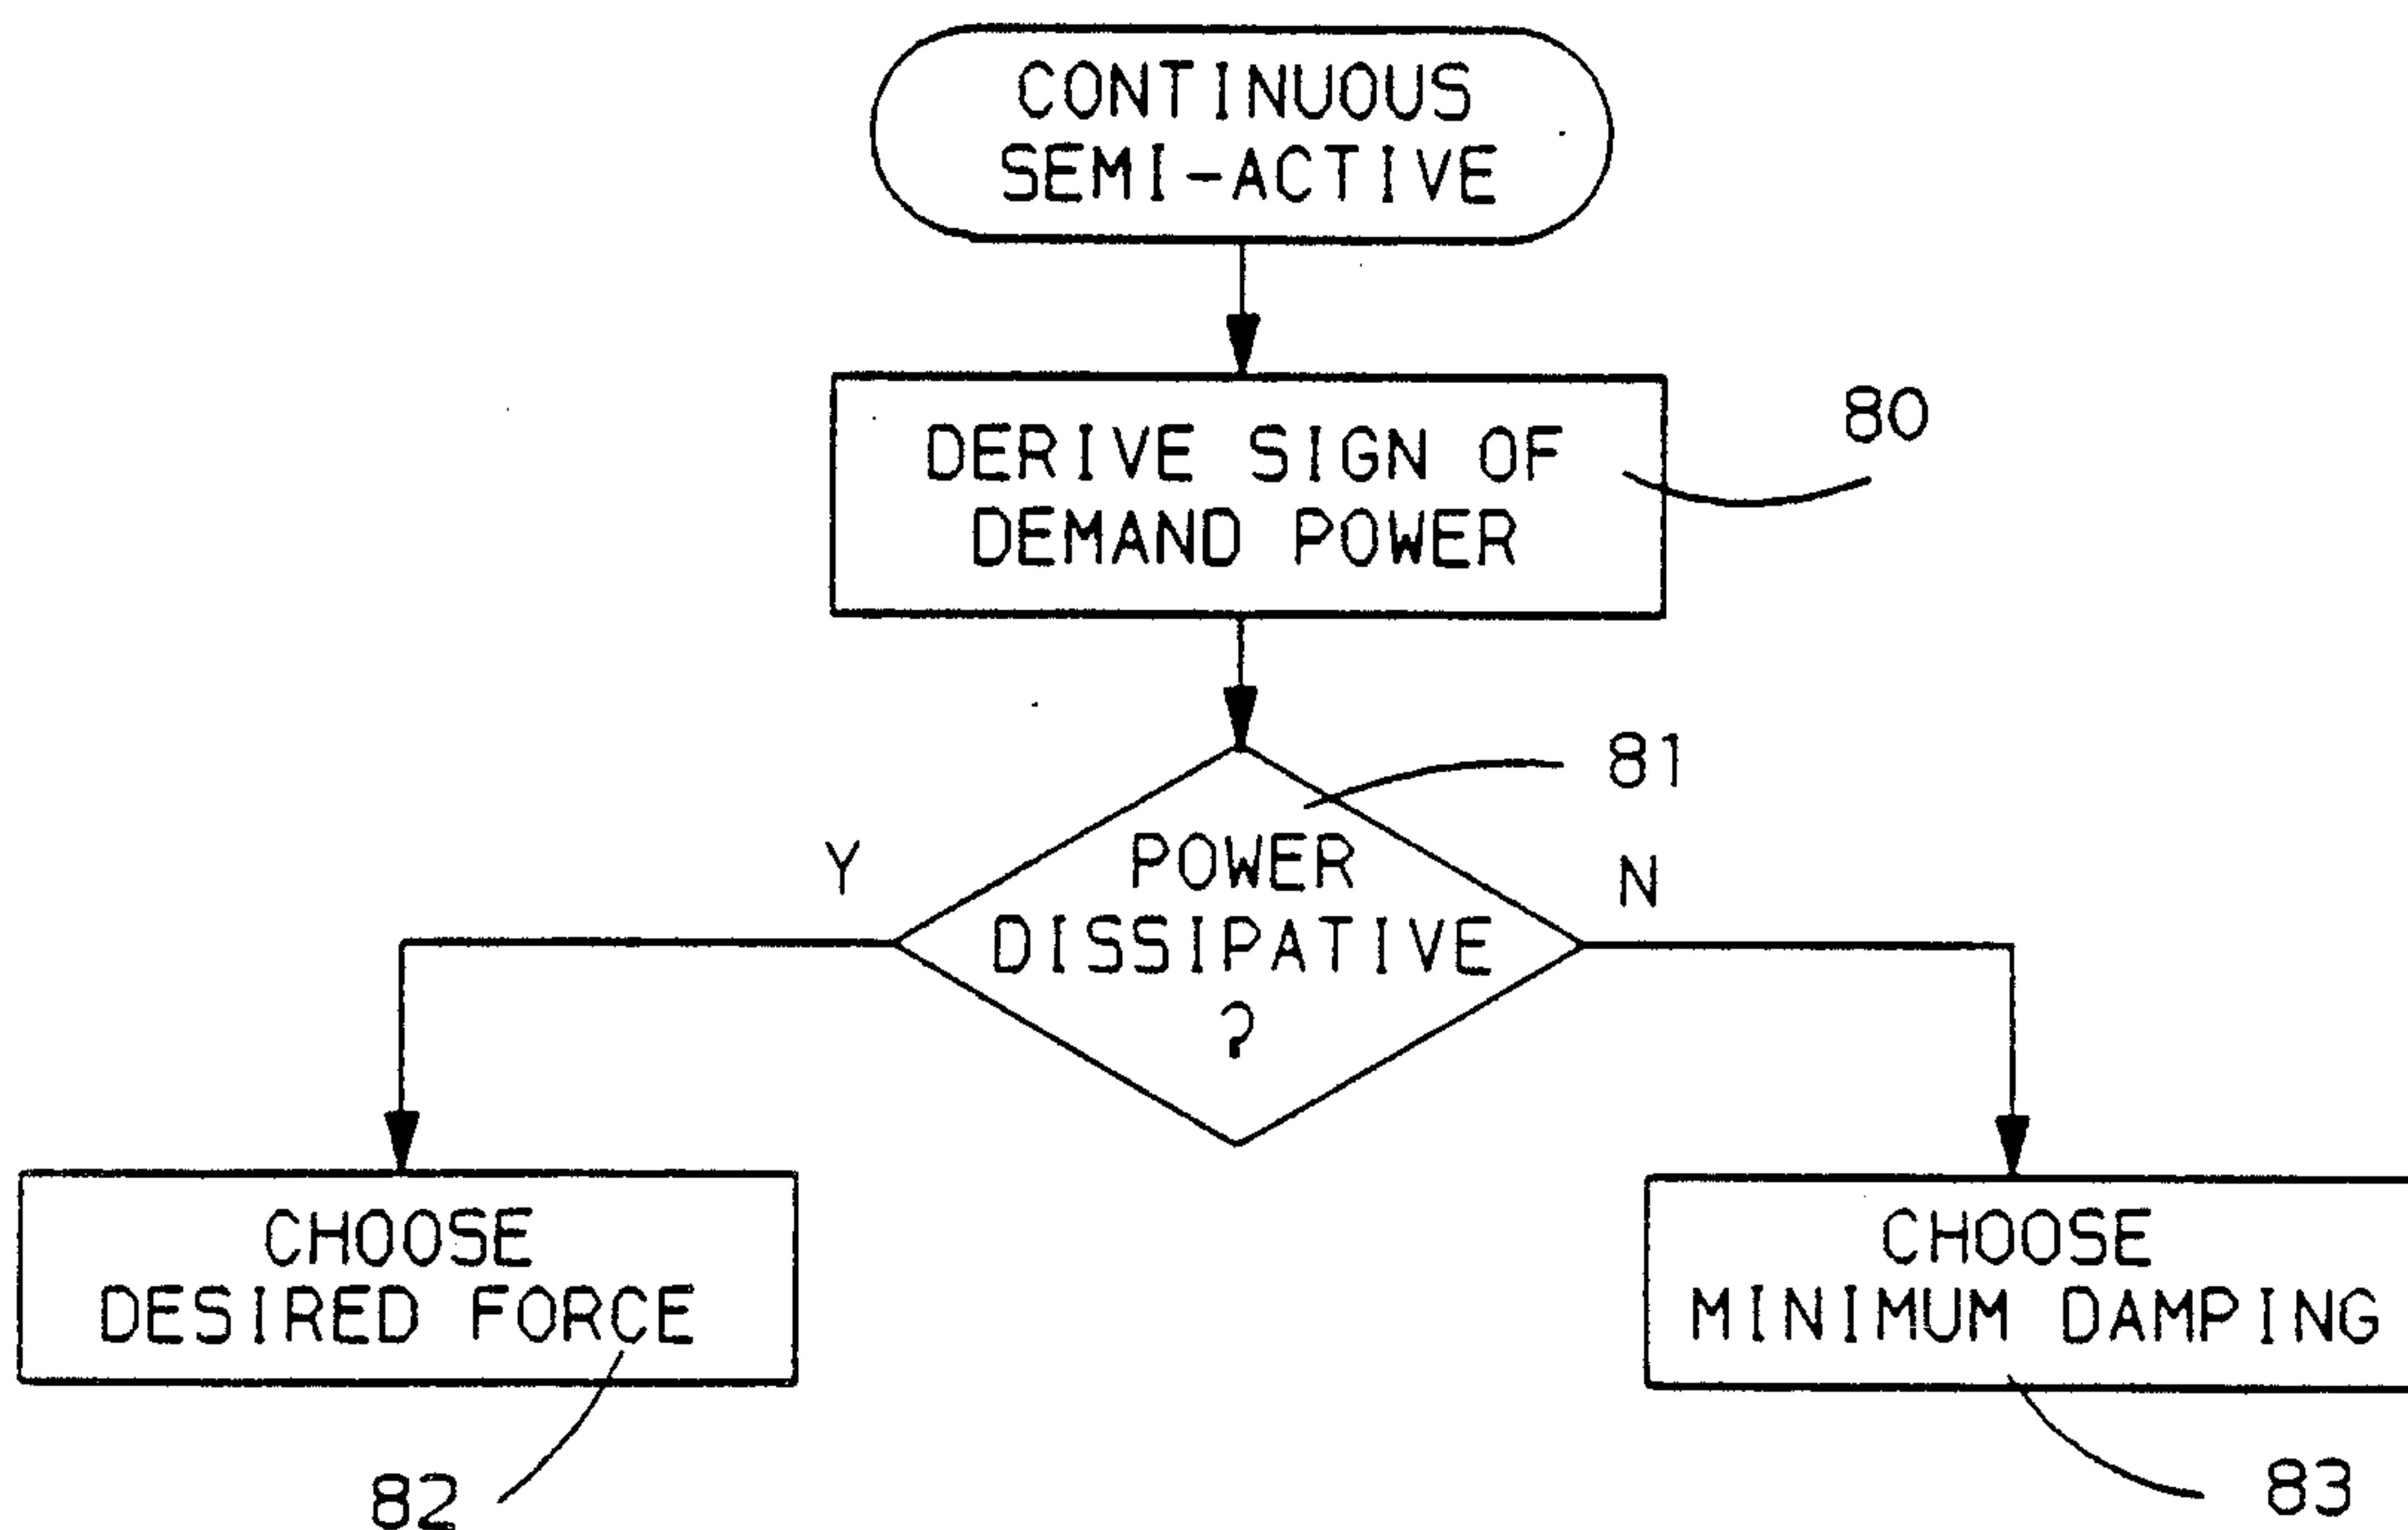 CONTINUOUS
SEMI-ACTIVE
DERIVE SIGN OF
DEMAND POWER
80
81
POWER
DISSIPATIVE
?
Y
N
CHOOSE
DESIRED FORCE
82
CHOOSE
MINIMUM DAMPING
83